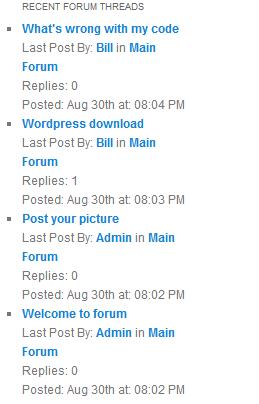 RECENT FORUM THREADS
What's wrong with my code
Last Post By: Bill in Main
Forum
Replies: 0
Posted: Aug 30th at: 08:04 PM
Wordpress download
Last Post By: Bill in Main
Forum
Replies: 1
Posted: Aug 30th at: 08:03 PM
Post your picture
Last Post By: Admin in Main
Forum
Replies: 0
Posted: Aug 30th at: 08:02 PM
Welcome to forum
Last Post By: Admin in Main
Forum
Replies: 0
Posted: Aug 30th at: 08:02 PM